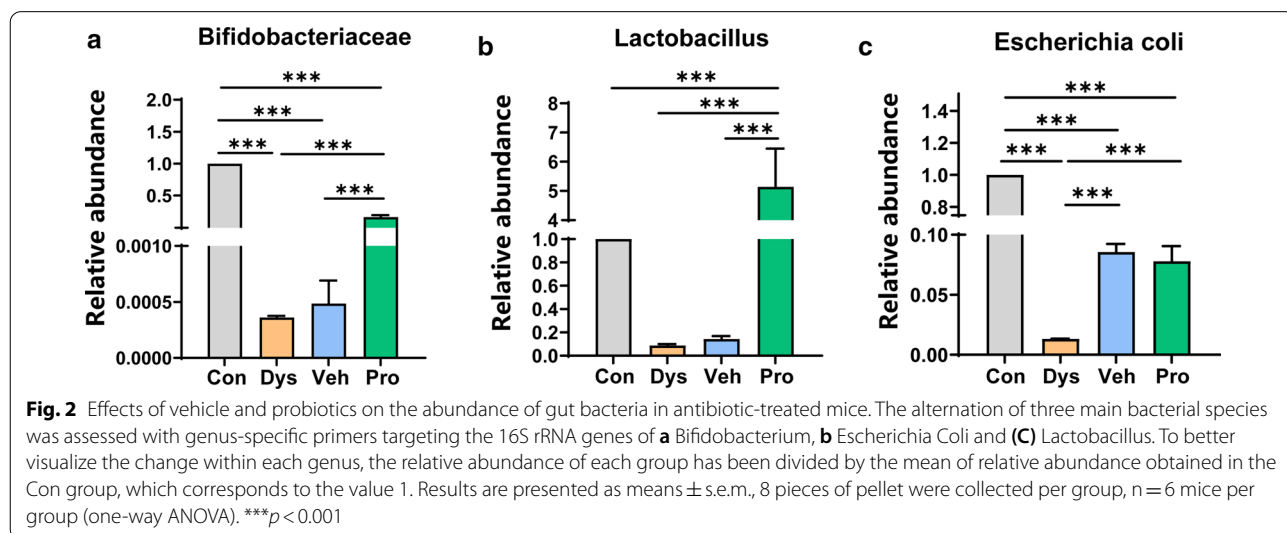 a
Bifidobacteriaceae
Relative abundance
2.0
1.5
1.0
0.5
0.0010
0.0005
0.0000
***
***
***
***
***
Con Dys Veh Pro
b
Lactobacillus
Relative abundance
8
7
6
5
4
1.0
0.8
0.6
0.4
0.2
0.0
***
***
***
Con Dys Veh Pro
c
Escherichia coli
Relative abundance
1.4
1.2
1.0
0.8
0.10
0.05
0.00
***
***
***
***
***
Con Dys Veh Pro
Fig. 2 Effects of vehicle and probiotics on the abundance of gut bacteria in antibiotic-treated mice. The alternation of three main bacterial species
was assessed with genus-specific primers targeting the 16S rRNA genes of a Bifidobacterium, b Escherichia Coli and (C) Lactobacillus. To better
visualize the change within each genus, the relative abundance of each group has been divided by the mean of relative abundance obtained in the
Con group, which corresponds to the value 1. Results are presented as means ± s.e.m., 8 pieces of pellet were collected per group, n = 6 mice per
group (one-way ANOVA). ***p < 0.001